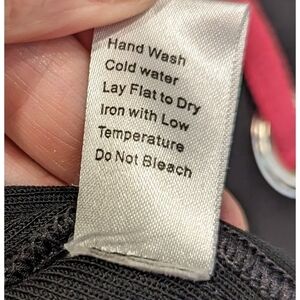 Hand Wash
Cold water
Lay Flat to Dry
Iron with Low
Temperature
Do Not Bleach